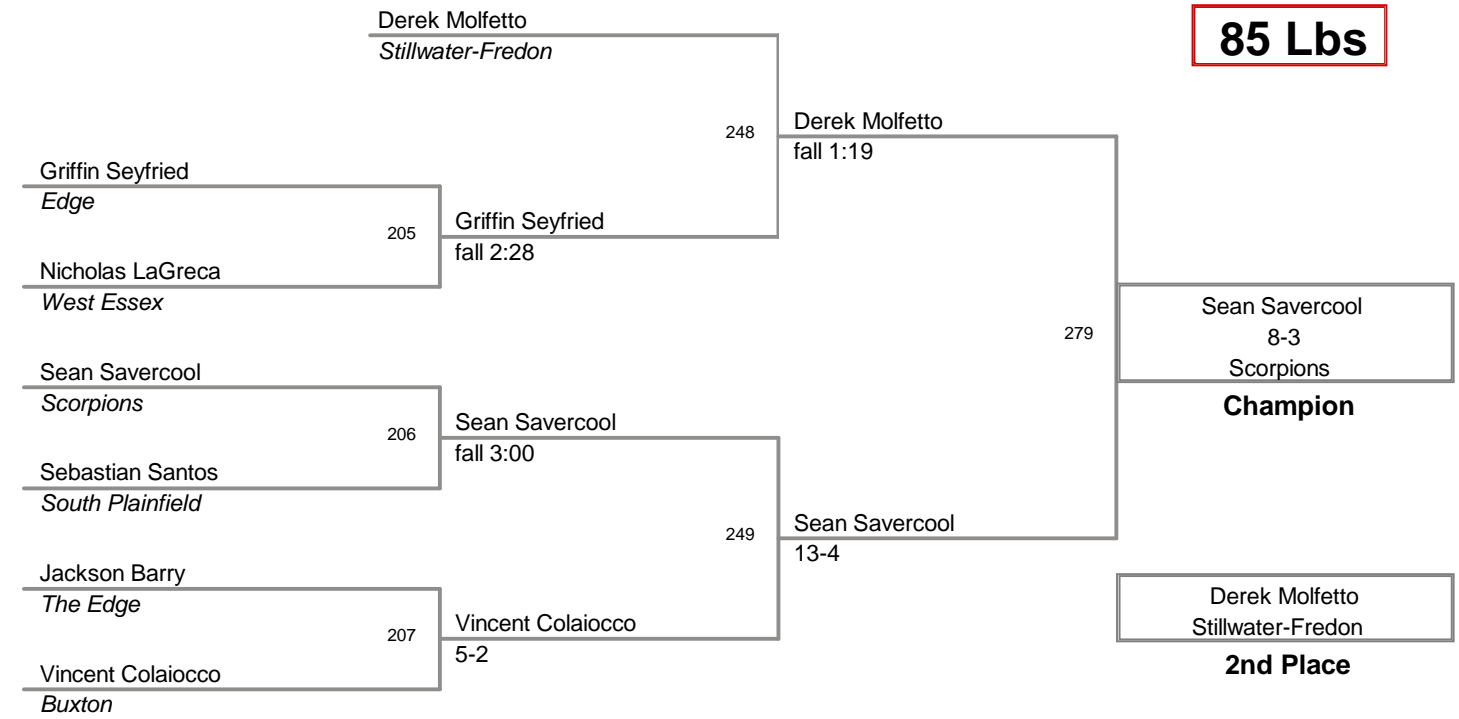 Derek Molfetto
Stillwater-Fredon
85 Lbs
248
Derek Molfetto
fall 1:19
Griffin Seyfried
Edge
205
Griffin Seyfried
fall 2:28
Nicholas LaGreca
West Essex
279
Sean Savercool
8-3
Scorpions
Champion
Sean Savercool
Scorpions
206
Sean Savercool
fall 3:00
Sebastian Santos
South Plainfield
249
Sean Savercool
13-4
Jackson Barry
The Edge
207
Vincent Colaiocco
5-2
Vincent Colaiocco
Buxton
Derek Molfetto
Stillwater-Fredon
2nd Place